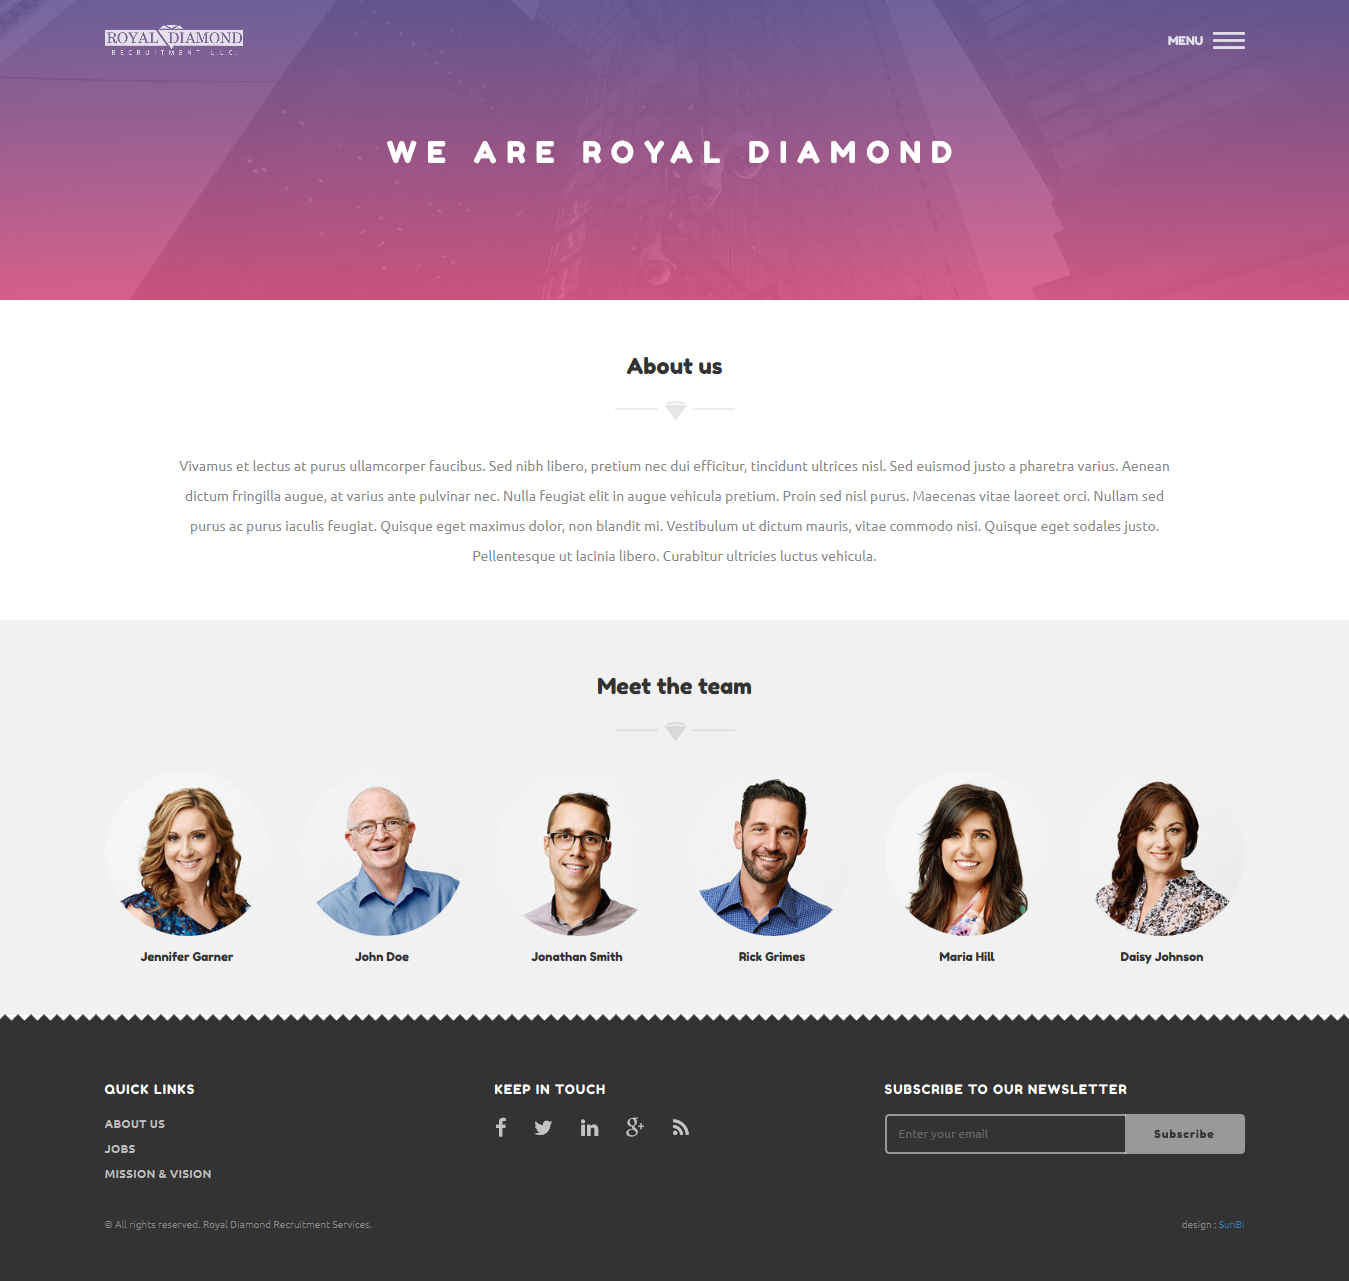 ROYAL DIAMOND
RECRUITMENT L.L.C.
MENU
WE ARE ROYAL DIAMOND
About us
Vivamus et lectus at purus ullamcorper faucibus. Sed nibh libero, pretium nec dui efficitur, tincidunt ultrices nisl. Sed euismod justo a pharetra varius. Aenean
dictum fringilla augue, at varius ante pulvinar nec. Nulla feugiat elit in augue vehicula pretium. Proin sed nisl purus. Maecenas vitae laoreet orci. Nullam sed
purus ac purus iaculis feugiat. Quisque eget maximus dolor, non blandit mi. Vestibulum ut dictum mauris, vitae commodo nisi. Quisque eget sodales justo.
Pellentesque ut lacinia libero. Curabitur ultricies luctus vehicula.
Meet the team
Jennifer Garner
John Doe
Jonathan Smith
Rick Grimes
Maria Hill
Daisy Johnson
QUICK LINKS
ABOUT US
JOBS
MISSION & VISION
KEEP IN TOUCH
SUBSCRIBE TO OUR NEWSLETTER
Enter your email
Subscribe
© All rights reserved. Royal Diamond Recruitment Services.
design : SunBi